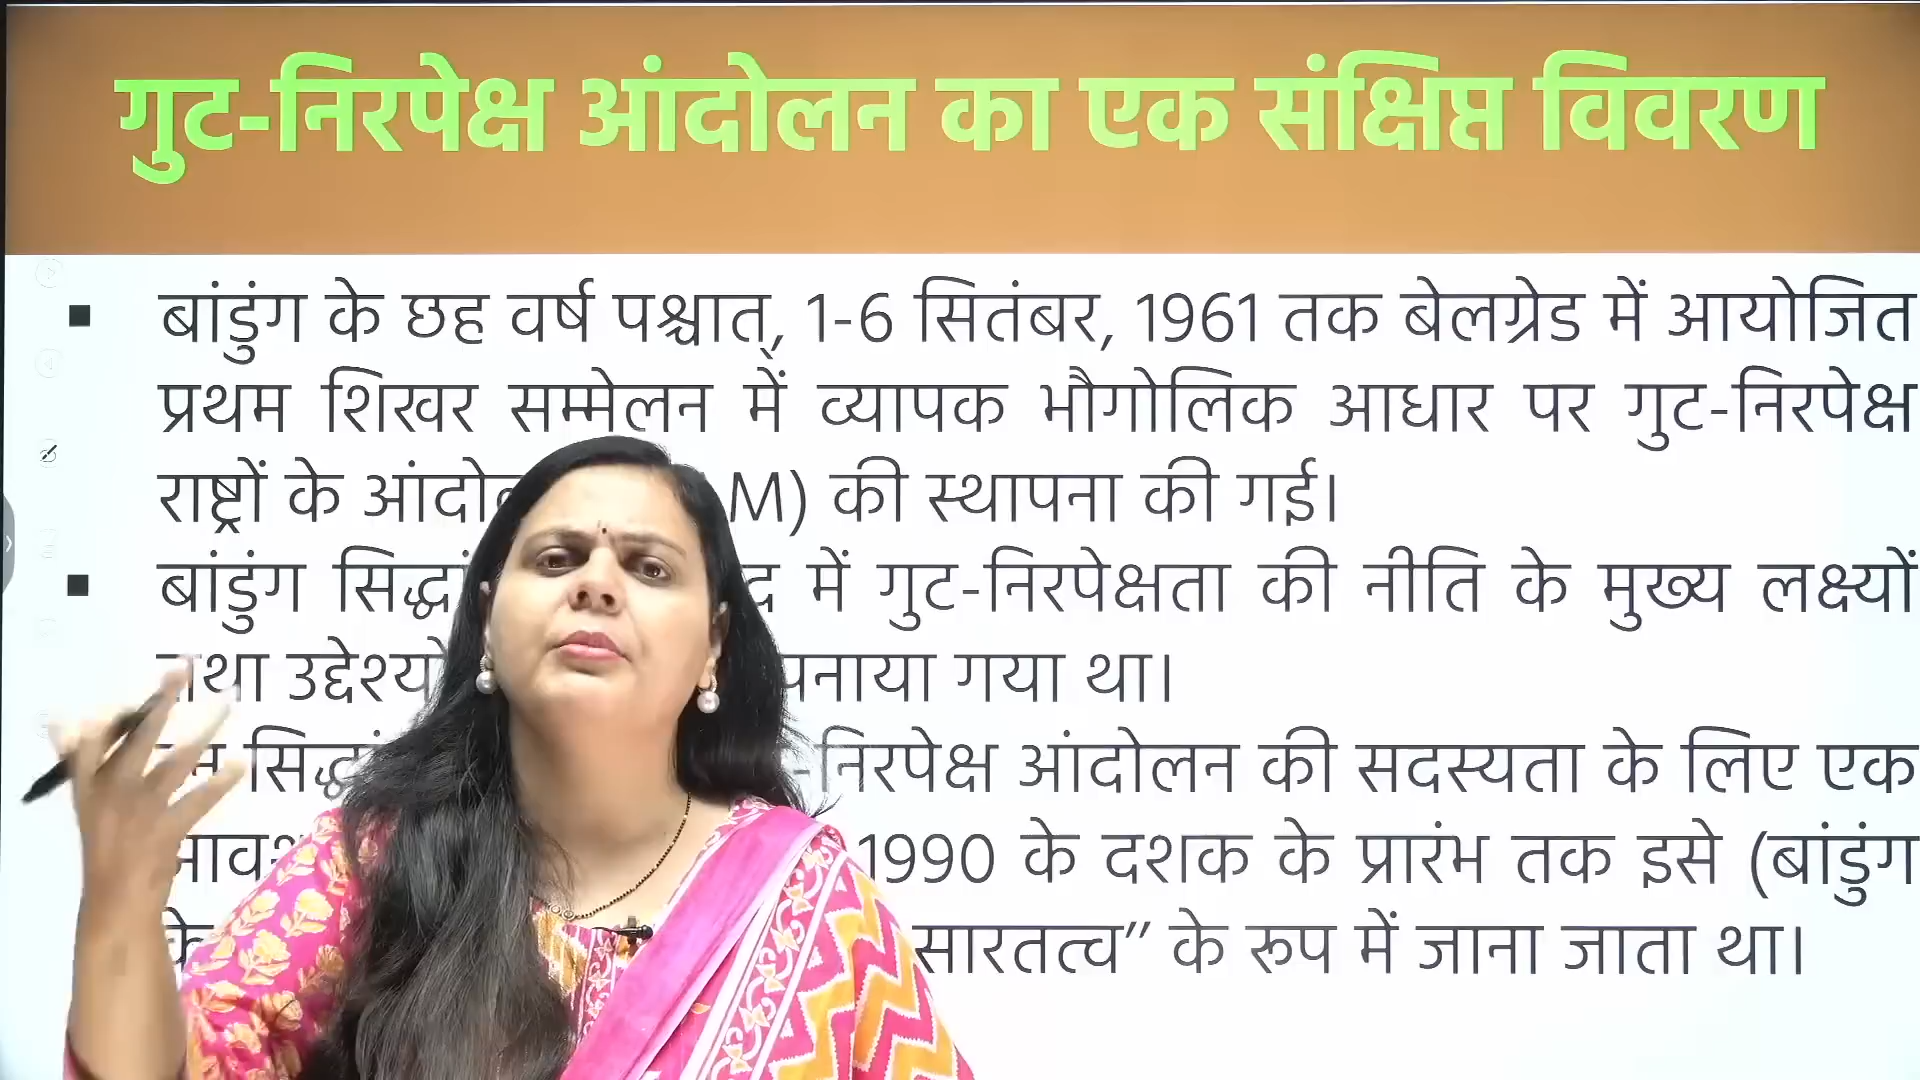 गुट-निरपेक्ष आंदोलन का एक संक्षिप्त विवरण
बांडुंग के छह वर्ष पश्चात्, 1-6 सितंबर, 1961 तक बेलग्रेड में आयोजित
प्रथम शिखर सम्मेलन में व्यापक भौगोलिक आधार पर गुट-निरपेक्ष
राष्ट्रों के M) की स्थापना की गई।
बांडुंग में गुट-निरपेक्षता की नीति के मुख्य लक्ष्यों
गया था।
-निरपेक्ष आंदोलन की सदस्यता के लिए एक
1990 के दशक के प्रारंभ तक इसे (बांडुंग
सारतत्व” के रूप में जाना जाता था।